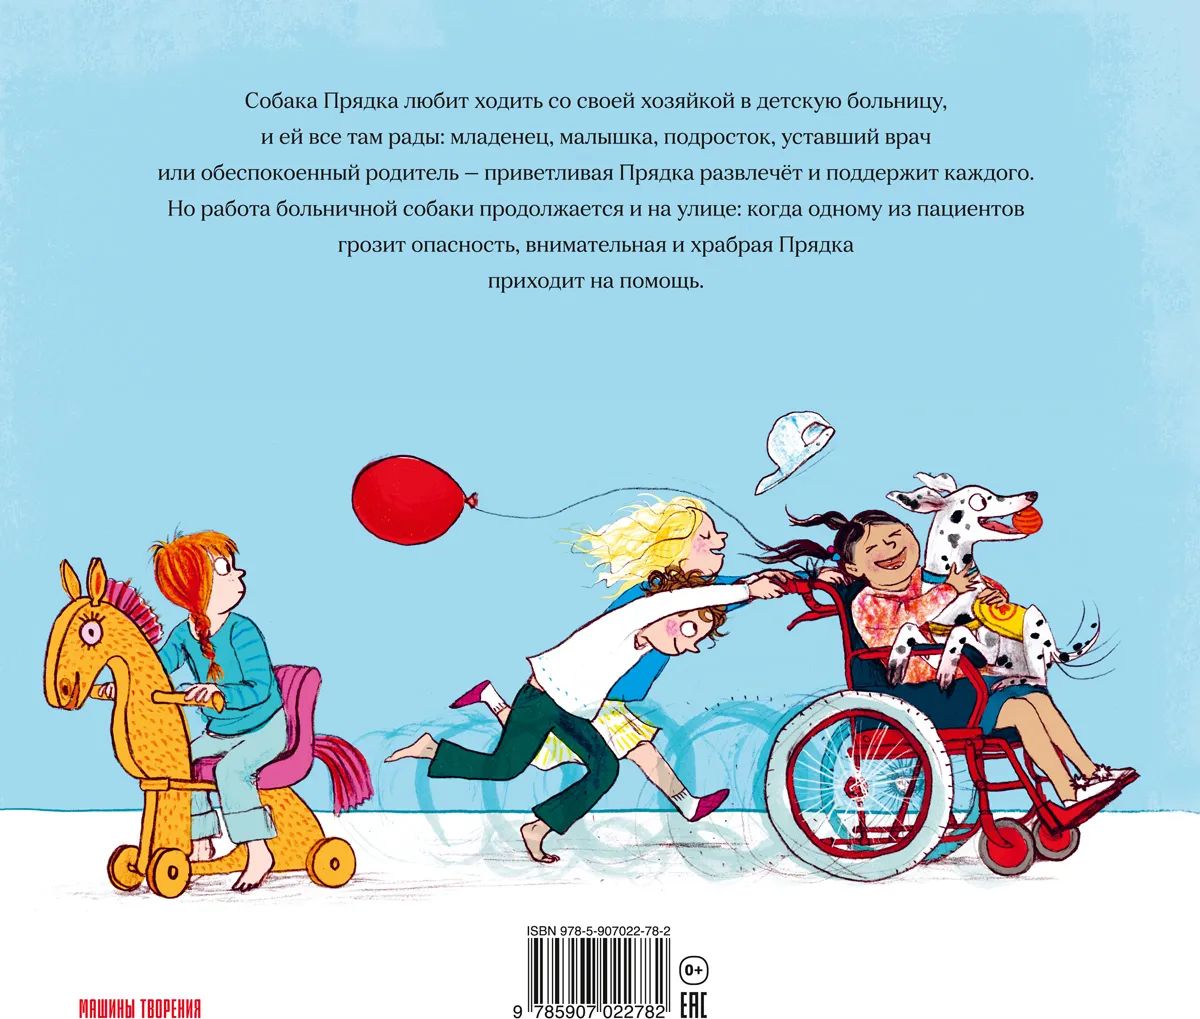 Собака Прядка любит ходить со своей хозяйкой в детскую больницу,
и ей все там рады: младенец, малышка, подросток, уставший врач
или обеспокоенный родитель — приветливая Прядка развлечёт и поддержит каждого.
Но работа больничной собаки продолжается и на улице: когда одному из пациентов
грозит опасность, внимательная и храбрая Прядка
приходит на помощь.
ISBN 978-5-907022-78-2
9 785907 022782
0+
EAC
МАШИНЫ ТВОРЕНИЯ